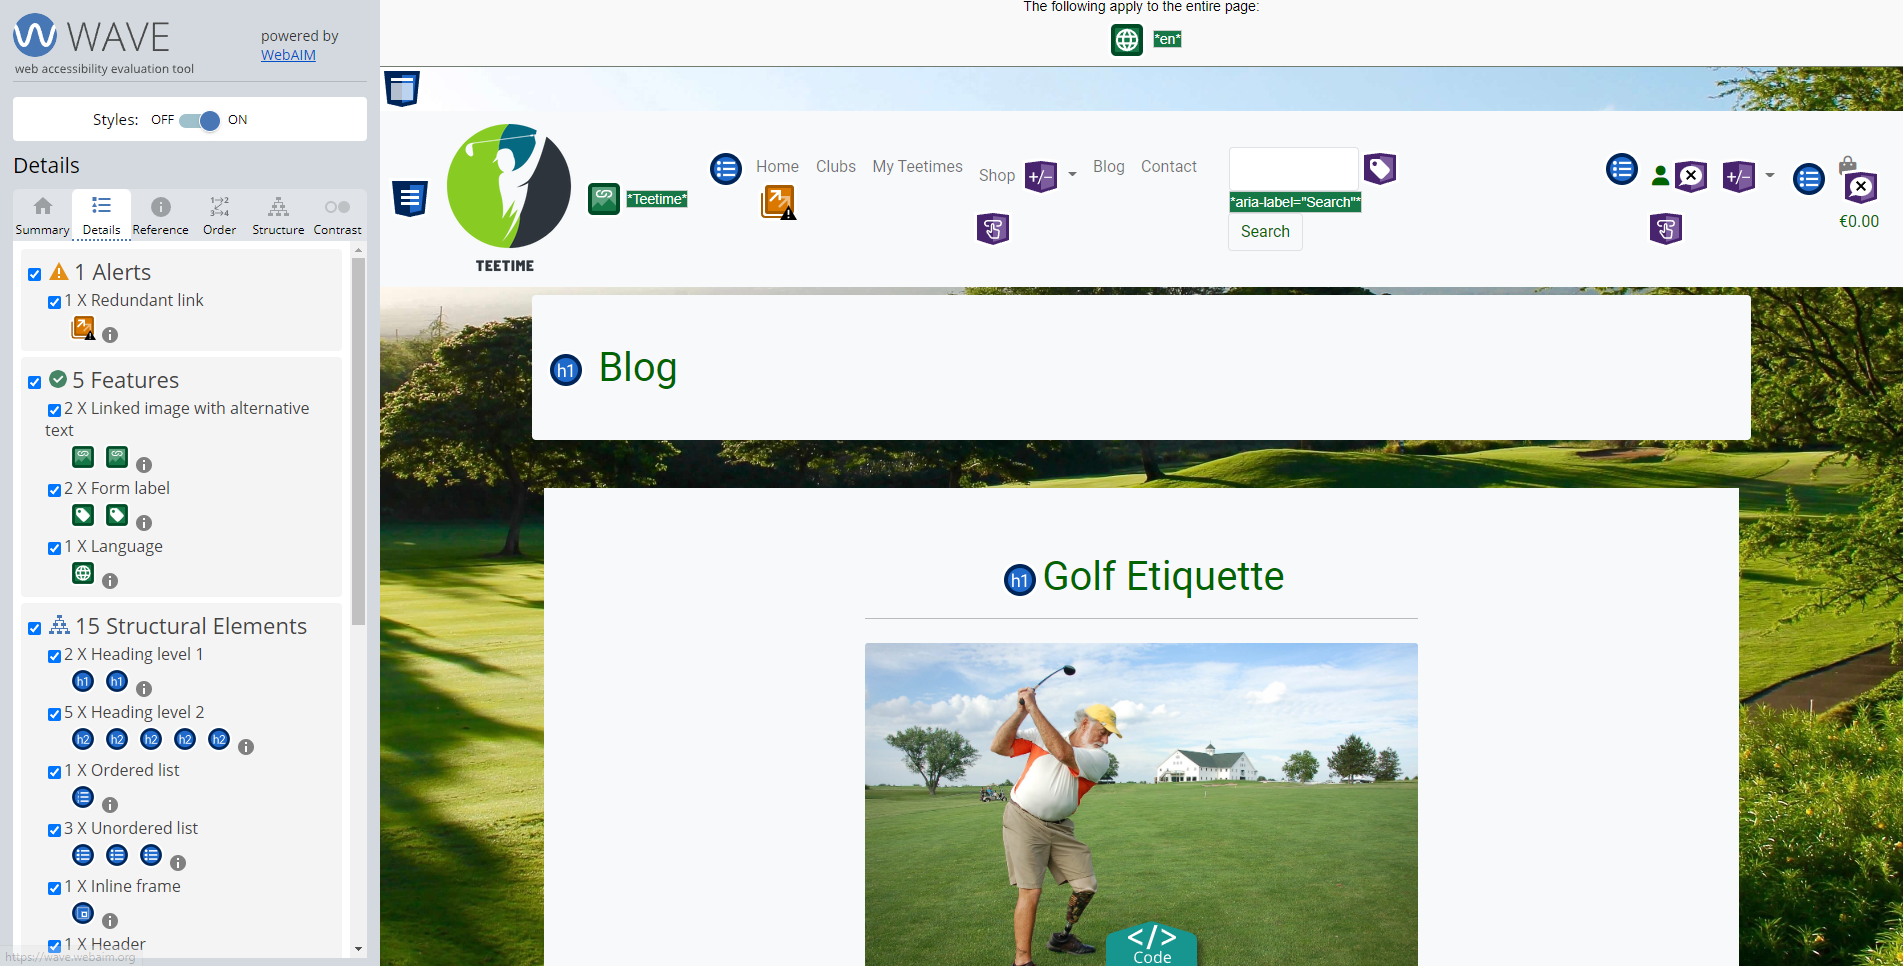 WAVE
powered by
WebAIM
web accessibility evaluation tool
Styles: OFF ON
Details
Summary Details Reference Order Structure Contrast
1 Alerts
1 X Redundant link
5 Features
2 X Linked image with alternative
text
2 X Form label
1 X Language
15 Structural Elements
2 X Heading level 1
h1 h1
5 X Heading level 2
h2 h2 h2 h2 h2
1 X Ordered list
3 X Unordered list
1 X Inline frame
1 X Header
https://wave.webaim.org
The following apply to the entire page:
*en*
TEETIME
*Teetime*
Home Clubs My Teetimes Shop +/- Blog Contact
*aria-label="Search"*
Search
+/-
€0.00
h1 Blog
h1 Golf Etiquette
</>
Code